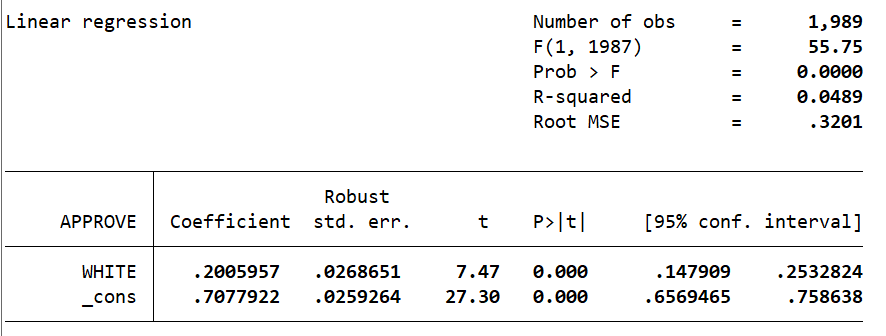 Linear regression Number of obs = 1,989
F(1, 1987) = 55.75
Prob > F = 0.0000
R-squared = 0.0489
Root MSE = .3201
Robust
APPROVE Coefficient std. err. t P>|t| [95% conf. interval]
WHITE .2005957 .0268651 7.47 0.000 .147909 .2532824
_cons .7077922 .0259264 27.30 0.000 .6569465 .758638